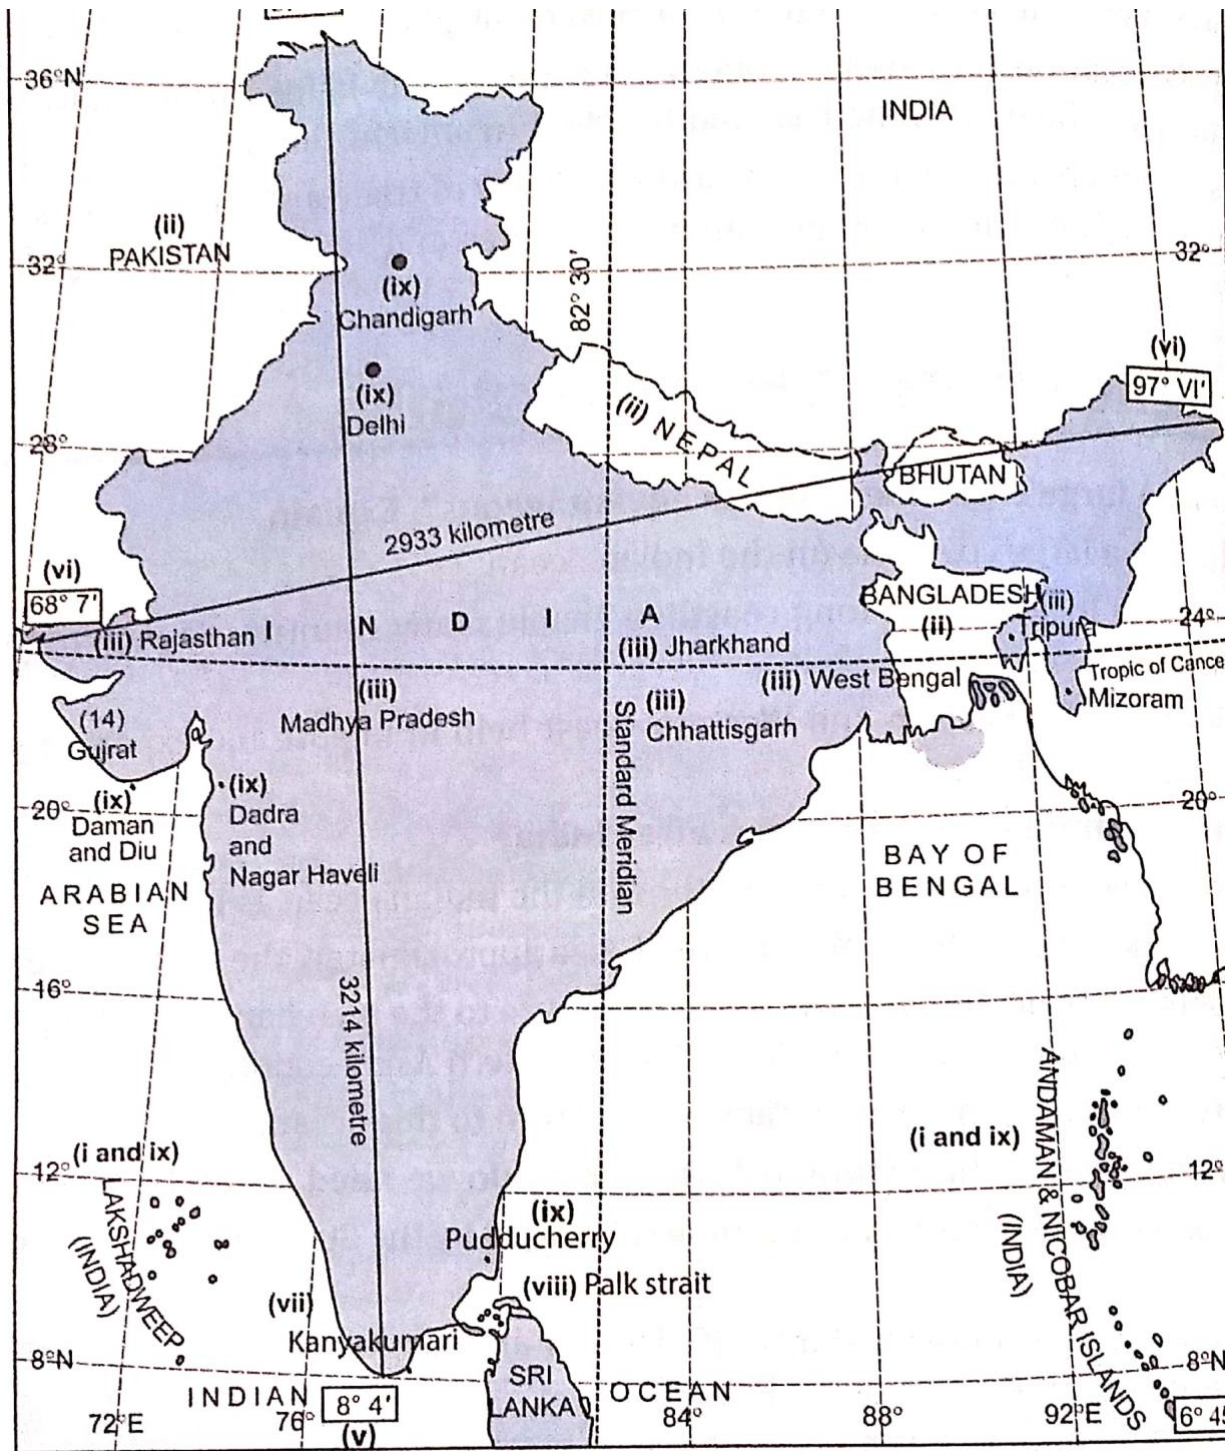 36°N
INDIA
(ii)
PAKISTAN
32°
32°
(ix)
Chandigarh
82° 30'
(vi)
97° VI'
(ix)
Delhi
(ii) NEPAL
28°
BHUTAN
2933 kilometre
(vi)
68° 7'
BANGLADESH
(ii)
(iii)
Tripura
24°
(iii) Rajasthan
I N D I A
(iii) Jharkhand
Tropic of Cance
(iii) West Bengal
Mizoram
(iii)
Madhya Pradesh
(iii)
Chhattisgarh
(14)
Gujrat
Standard Meridian
20°
(ix)
Daman
and Diu
(ix)
Dadra
and
Nagar Haveli
20°
ARABIAN
SEA
BAY OF
BENGAL
16°
3214 kilometre
(i and ix)
LAKSHADWEEP
(INDIA)
12°
(i and ix)
ANDAMAN & NICOBAR ISLANDS
(INDIA)
12°
(ix)
Pudducherry
(viii) Palk strait
(vii)
Kanyakumari
8°N
8°N
SRI
LANKA
INDIAN
OCEAN
8° 4'
(v)
6° 45
72°E
76°
84°
88°
92°E